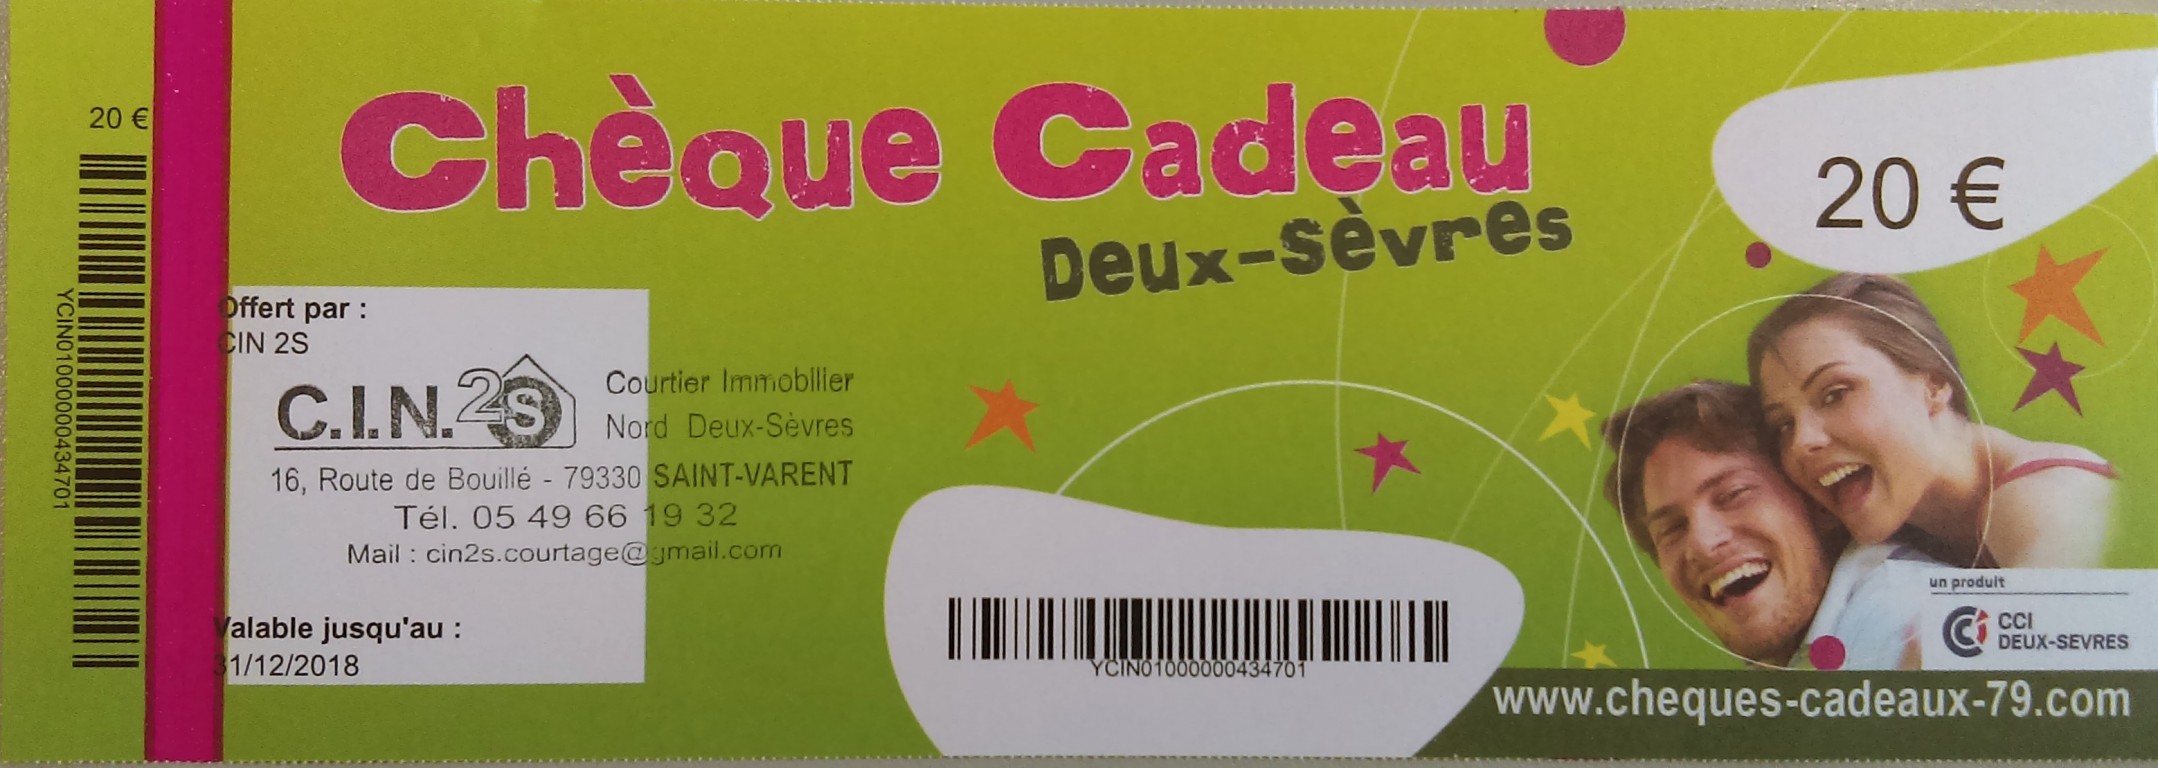 20 €
YCIN01000000434701
Chèque Cadeau
Deux-Sèvres
20 €
Offert par :
CIN 2S
C.I.N. 2S
Courtier Immobilier
Nord Deux-Sèvres
16, Route de Bouillé - 79330 SAINT-VARENT
Tél. 05 49 66 19 32
Mail : cin2s.courtage@gmail.com
Valable jusqu'au :
31/12/2018
YCIN01000000434701
un produit
CCI
DEUX-SEVRES
www.cheques-cadeaux-79.com